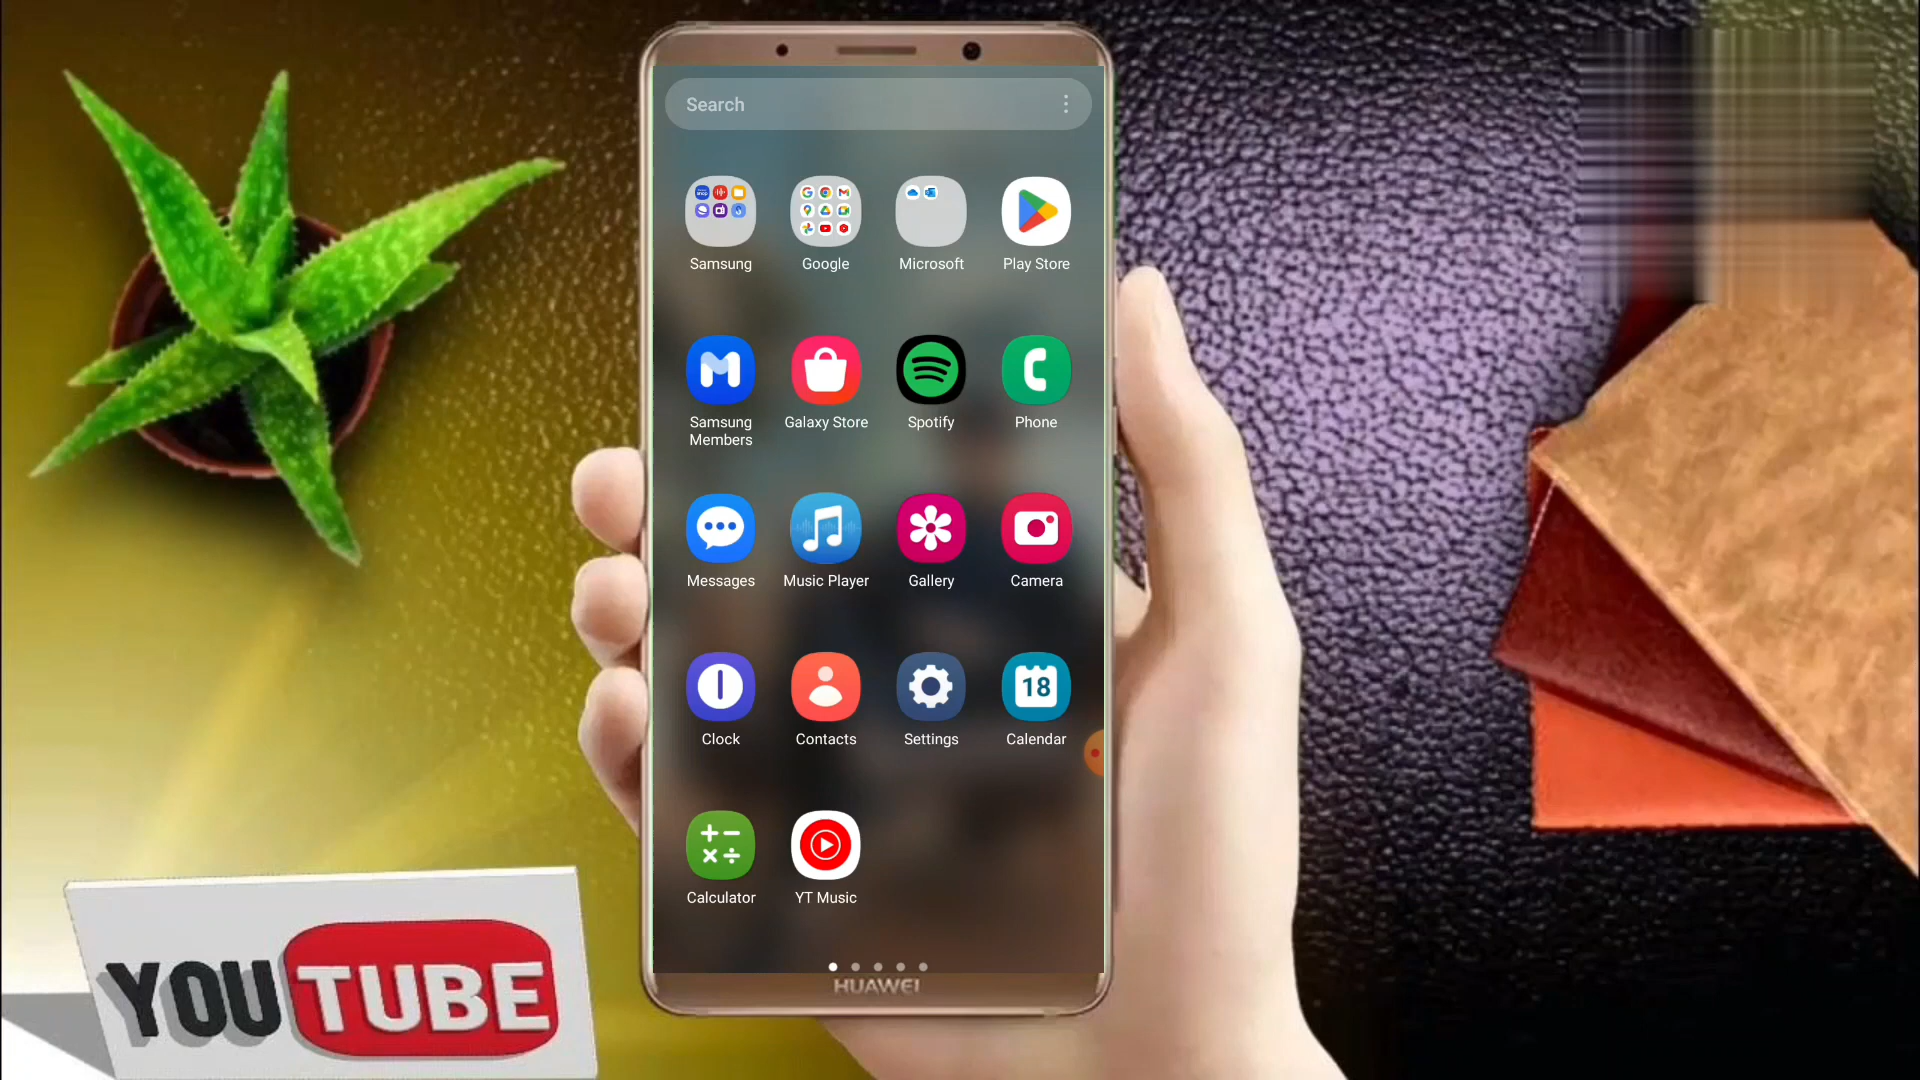 Search
Samsung
Google
Microsoft
Play Store
Samsung
Members
Galaxy Store
Spotify
Phone
Messages
Music Player
Gallery
Camera
Clock
Contacts
Settings
18
Calendar
Calculator
YT Music
HUAWEI
YOUTUBE